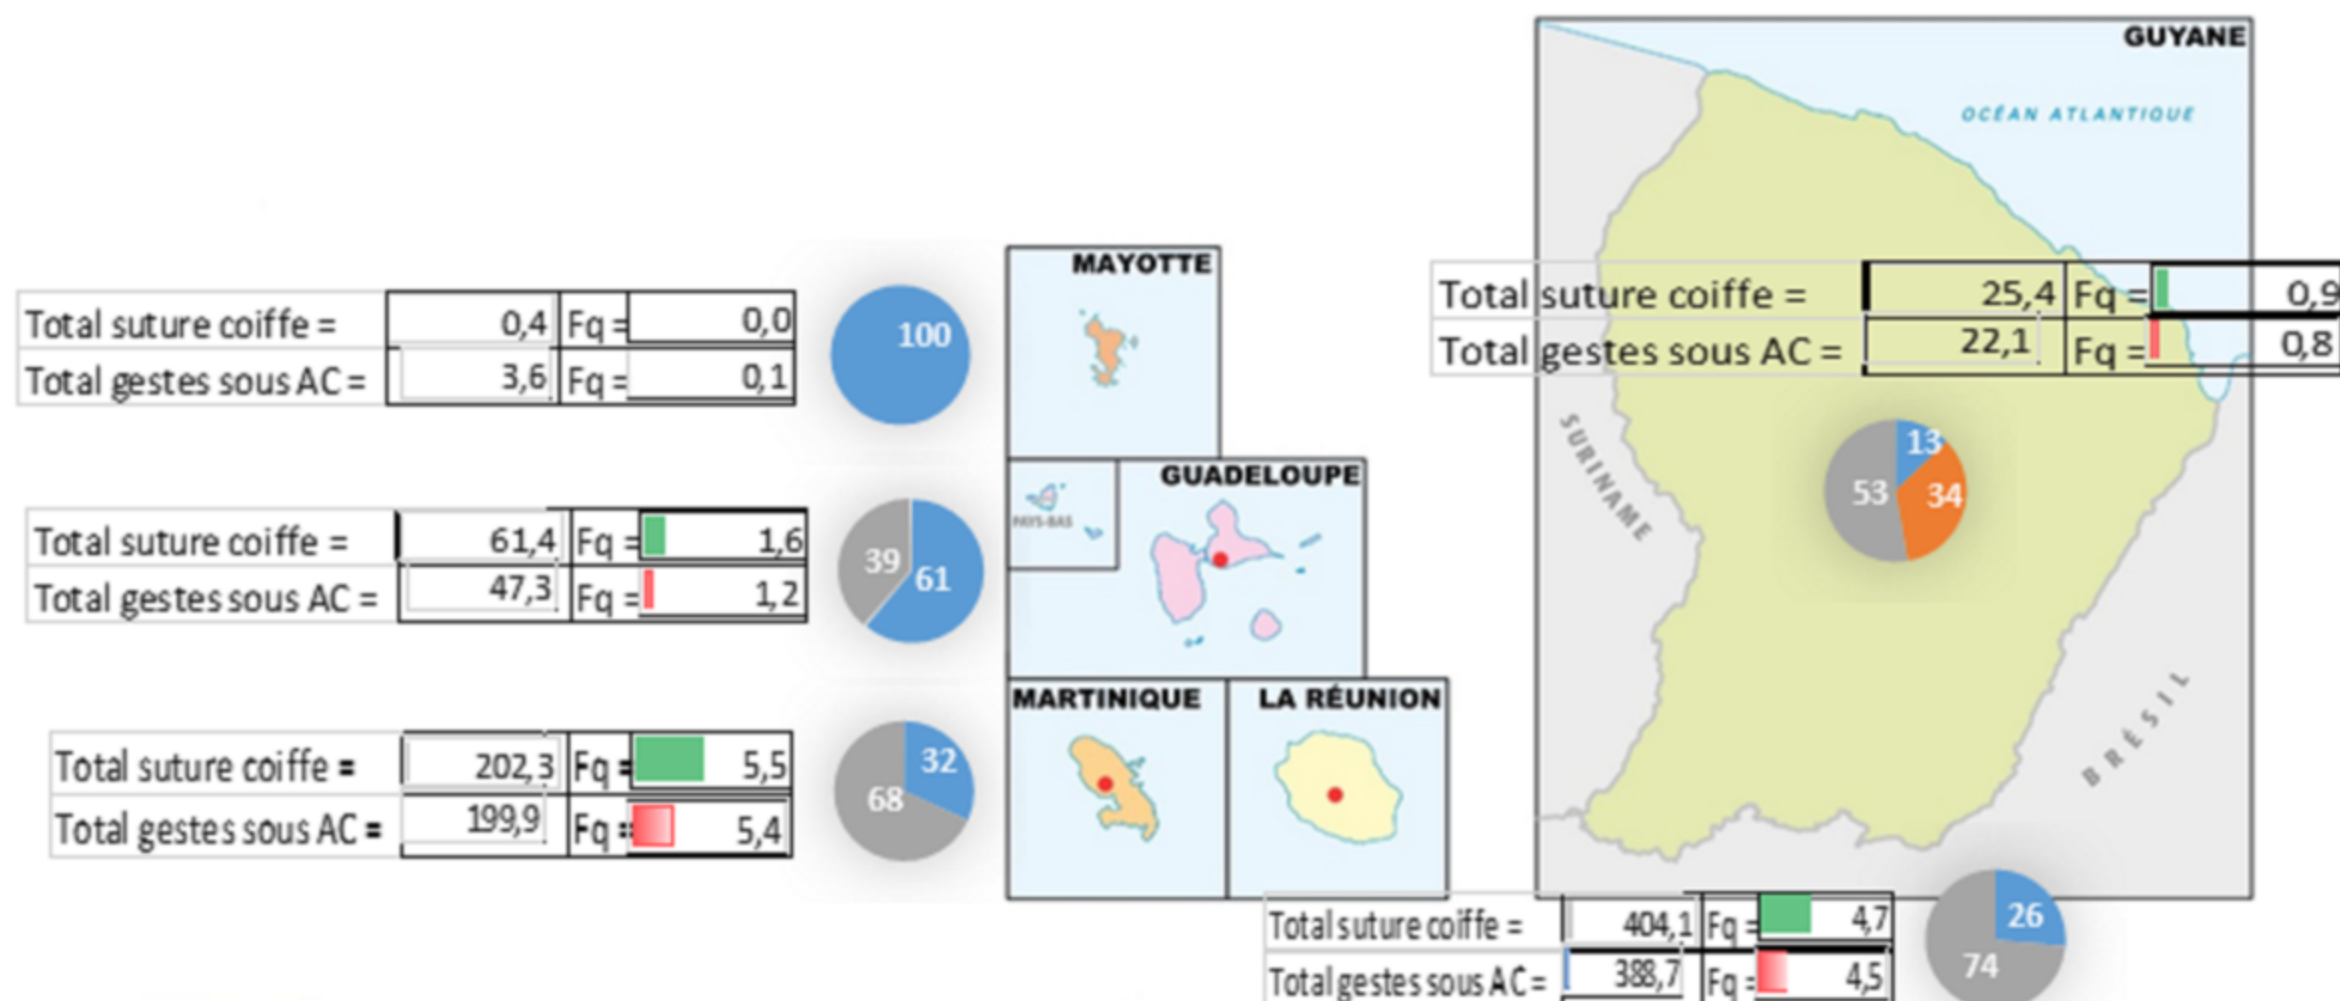 GUYANE
OCÉAN ATLANTIQUE
MAYOTTE
Total suture coiffe = 0,4 Fq = 0,0
Total gestes sous AC = 3,6 Fq = 0,1
100
Total suture coiffe = 25,4 Fq = 0,9
Total gestes sous AC = 22,1 Fq = 0,8
SURINAME
13
53
34
GUADELOUPE
PAYS-BAS
Total suture coiffe = 61,4 Fq = 1,6
Total gestes sous AC = 47,3 Fq = 1,2
39
61
MARTINIQUE
LA RÉUNION
BRÉSIL
Total suture coiffe = 202,3 Fq = 5,5
Total gestes sous AC = 199,9 Fq = 5,4
32
68
Total suture coiffe = 404,1 Fq = 4,7
Total gestes sous AC = 388,7 Fq = 4,5
26
74